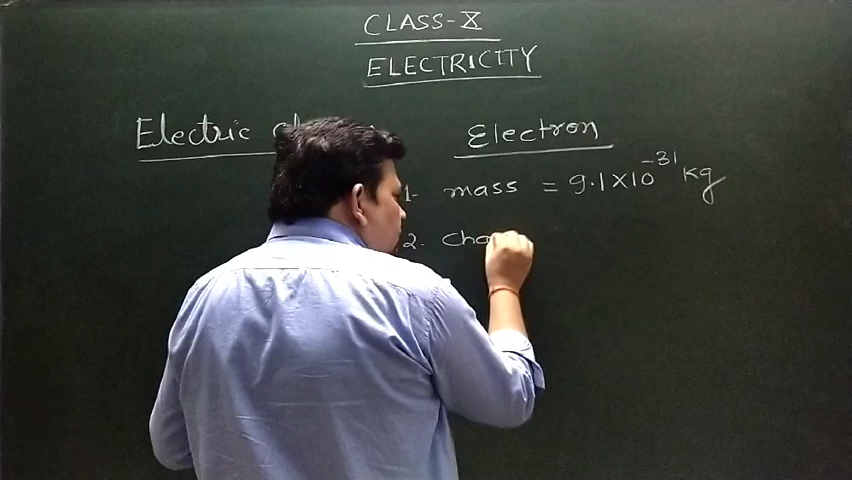 CLASS-X
ELECTRICITY
Electric
Electron
1- mass = 9.1×10⁻³¹ kg
2-